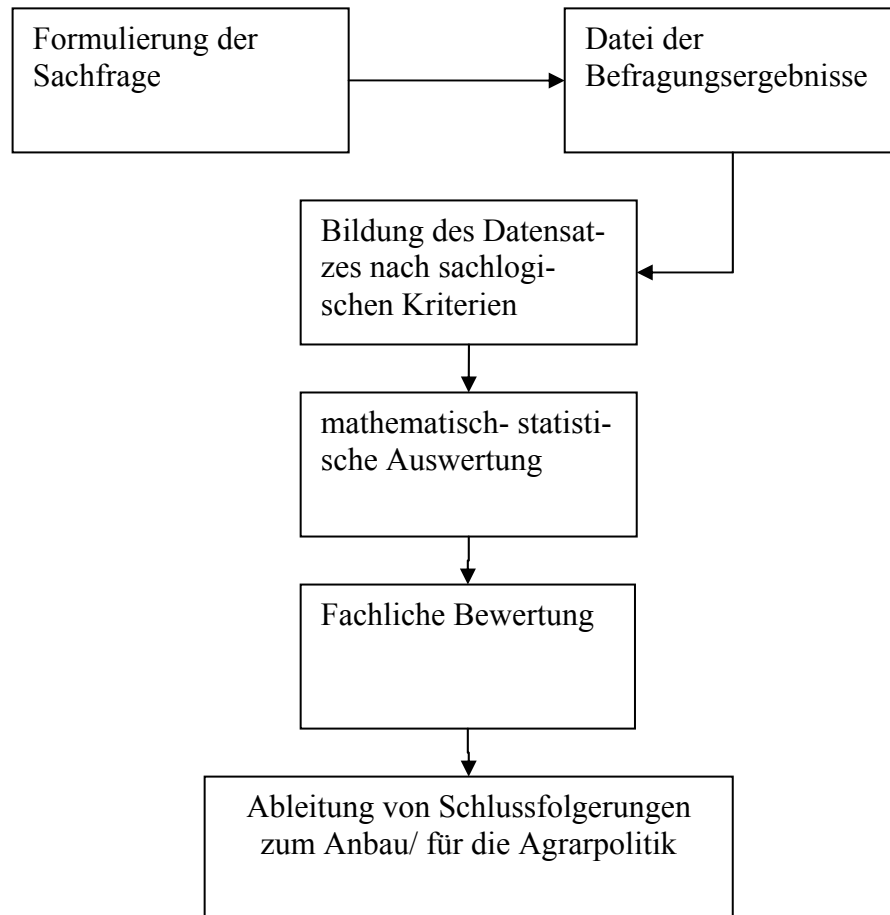 Formulierung der
Sachfrage
Datei der
Befragungsergebnisse
Bildung des Datensat-
zes nach sachlogi-
schen Kriterien
mathematisch- statisti-
sche Auswertung
Fachliche Bewertung
Ableitung von Schlussfolgerungen
zum Anbau/ für die Agrarpolitik